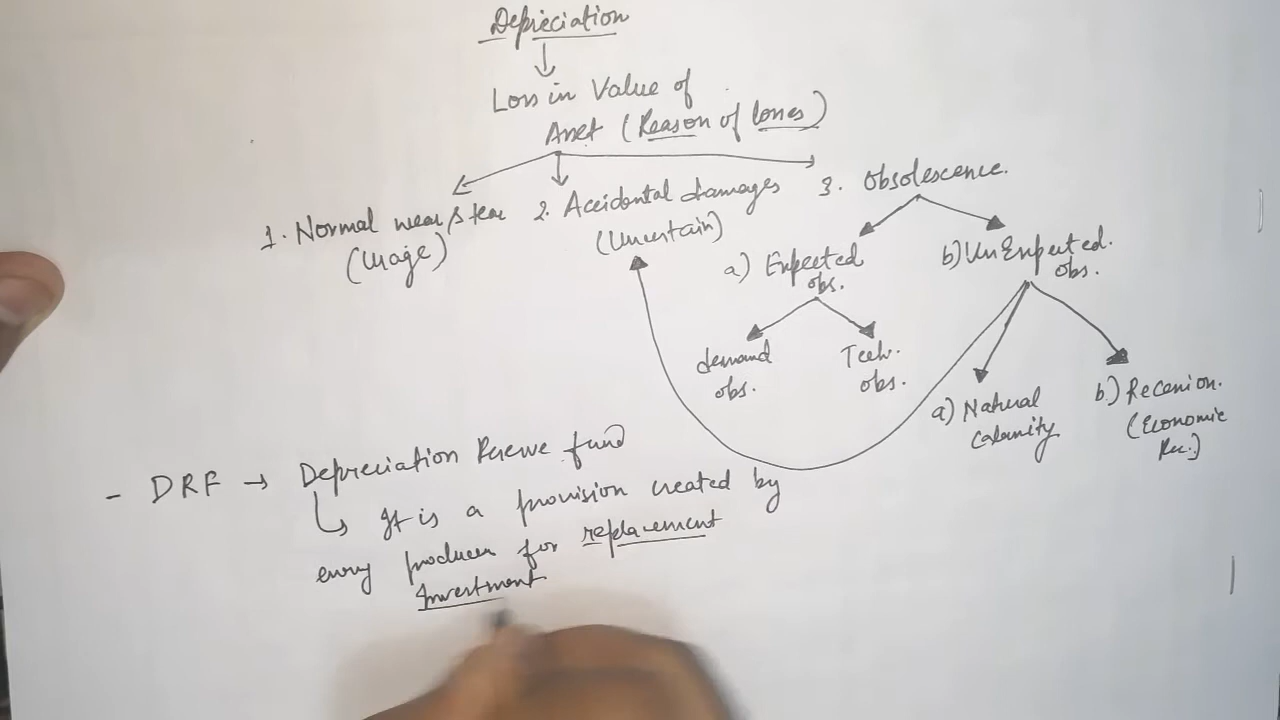 Depreciation
Loss in Value of
Asset (Reason of losses)
1. Normal wear & tear
(Usage)
2. Accidental damages
(Uncertain)
3. Obsolescence.
a) Expected
obs.
b) UnExpected.
obs.
demand
obs.
Tech.
obs.
a) Natural
Calamity
b.) Recession.
(Economic
Rec.)
- DRF → Depreciation Reserve fund
It is a provision created by
every producer for replacement
Investment